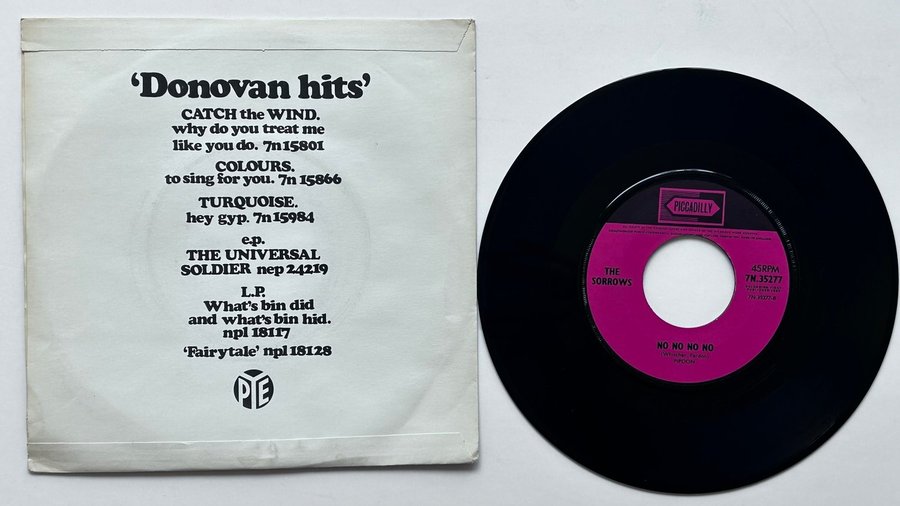 'Donovan hits'
CATCH the WIND.
why do you treat me
like you do. 7n15801
COLOURS.
to sing for you. 7n 15866
TURQUOISE.
hey gyp. 7n 15984
e.p.
THE UNIVERSAL
SOLDIER nep 24219
L.P.
What's bin did
and what's bin hid.
npl 18117
'Fairytale' npl 18128
PYE
PICCADILLY
THE
SORROWS
45RPM
7N.35277
7N.35277-B
NO NO NO NO